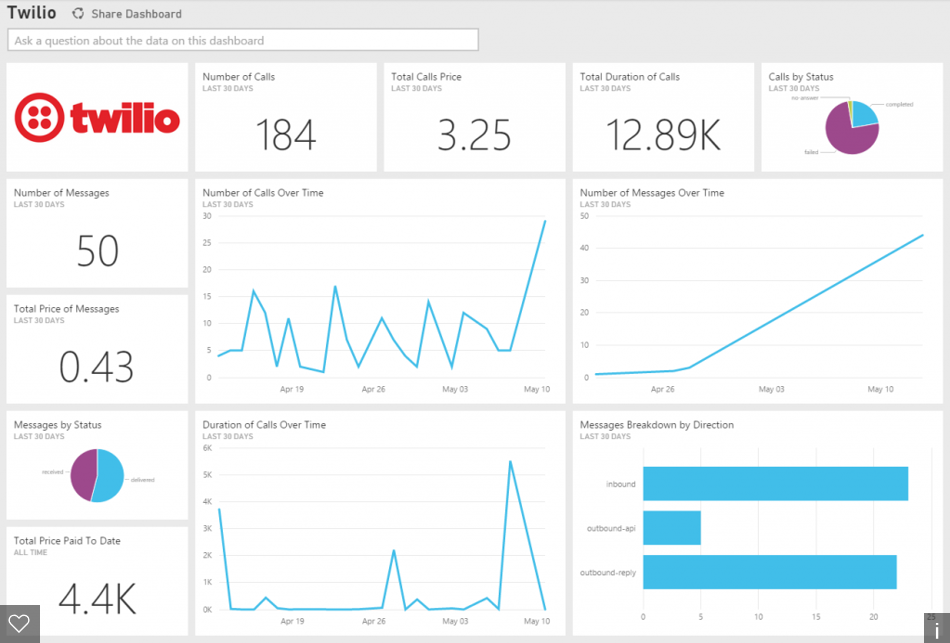 Twilio
Share Dashboard
Ask a question about the data on this dashboard
twilio
Number of Calls
LAST 30 DAYS
184
Total Calls Price
LAST 30 DAYS
3.25
Total Duration of Calls
LAST 30 DAYS
12.89K
Calls by Status
LAST 30 DAYS
no answer
completed
failed
Number of Messages
LAST 30 DAYS
50
Number of Calls Over Time
LAST 30 DAYS
30
25
20
15
10
5
0
Apr 19
Apr 26
May 03
May 10
Number of Messages Over Time
LAST 30 DAYS
50
40
30
20
10
0
Apr 26
May 03
May 10
Total Price of Messages
LAST 30 DAYS
0.43
Messages by Status
LAST 30 DAYS
received
delivered
Duration of Calls Over Time
LAST 30 DAYS
6K
5K
4K
3K
2K
1K
0K
Apr 19
Apr 26
May 03
May 10
Messages Breakdown by Direction
LAST 30 DAYS
inbound
outbound-api
outbound-reply
0
5
10
15
20
25
Total Price Paid To Date
ALL TIME
4.4K
i